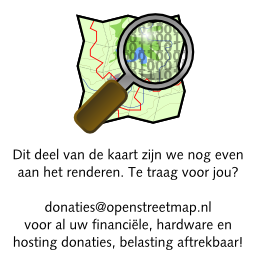 Dit deel van de kaart zijn we nog even
aan het renderen. Te traag voor jou?
donaties@openstreetmap.nl
voor al uw financiële, hardware en
hosting donaties, belasting aftrekbaar!